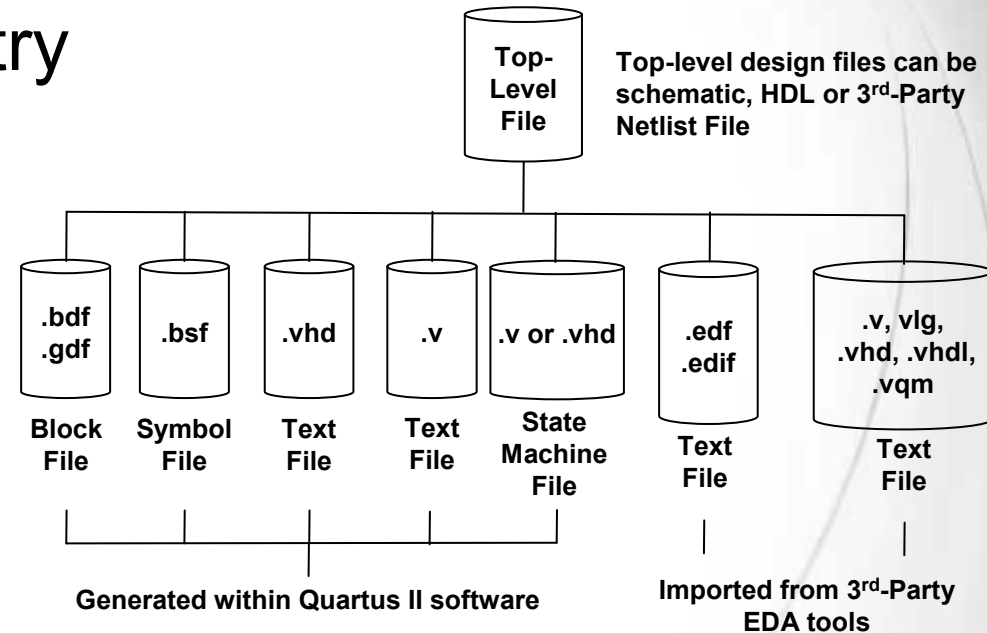 try
Top-
Level
File
Top-level design files can be
schematic, HDL or 3rd-Party
Netlist File
.bdf
.gdf
.bsf
.vhd
.v
.v or .vhd
.edf
.edif
.v, vlg,
.vhd, .vhdl,
.vqm
Block
File
Symbol
File
Text
File
Text
File
State
Machine
File
Text
File
Text
File
Generated within Quartus II software
Imported from 3rd-Party
EDA tools